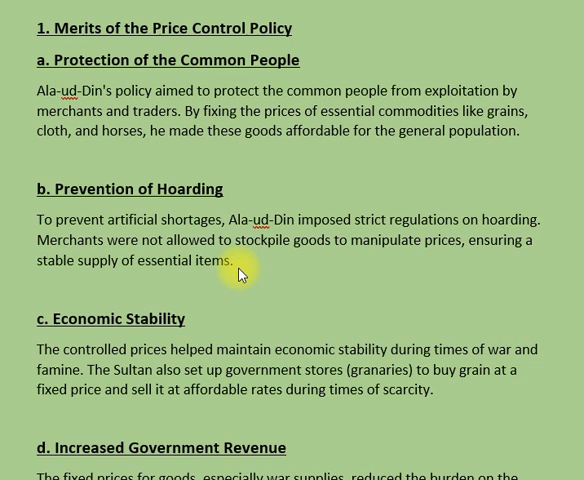 1. Merits of the Price Control Policy
a. Protection of the Common People
Ala-ud-Din's policy aimed to protect the common people from exploitation by
merchants and traders. By fixing the prices of essential commodities like grains,
cloth, and horses, he made these goods affordable for the general population.
b. Prevention of Hoarding
To prevent artificial shortages, Ala-ud-Din imposed strict regulations on hoarding.
Merchants were not allowed to stockpile goods to manipulate prices, ensuring a
stable supply of essential items.
c. Economic Stability
The controlled prices helped maintain economic stability during times of war and
famine. The Sultan also set up government stores (granaries) to buy grain at a
fixed price and sell it at affordable rates during times of scarcity.
d. Increased Government Revenue
The fixed prices for goods, especially war supplies, reduced the burden on the